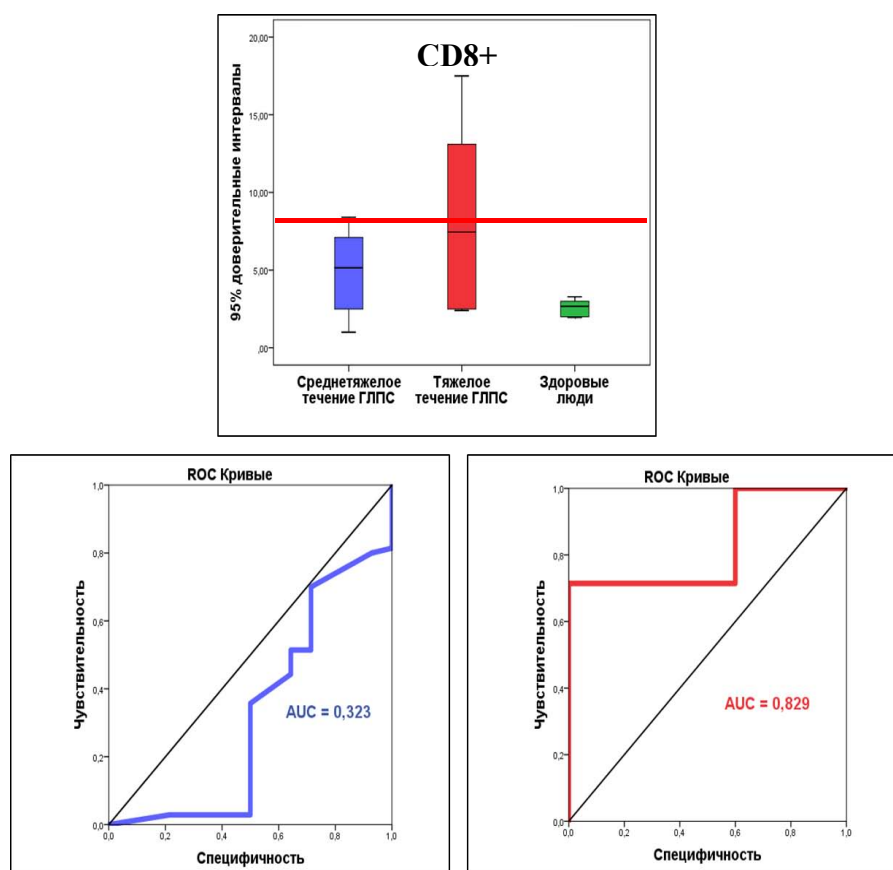 CD8+
95% доверительные интервалы
20,00
15,00
10,00
5,00
,00
Среднетяжелое
течение ГЛПС
Тяжелое
течение ГЛПС
Здоровые
люди
ROC Кривые
Чувствительность
1,0
0,8
0,6
0,4
0,2
0,0
AUC = 0,323
0,0 0,2 0,4 0,6 0,8 1,0
Специфичность
ROC Кривые
Чувствительность
1,0
0,8
0,6
0,4
0,2
0,0
AUC = 0,829
0,0 0,2 0,4 0,6 0,8 1,0
Специфичность